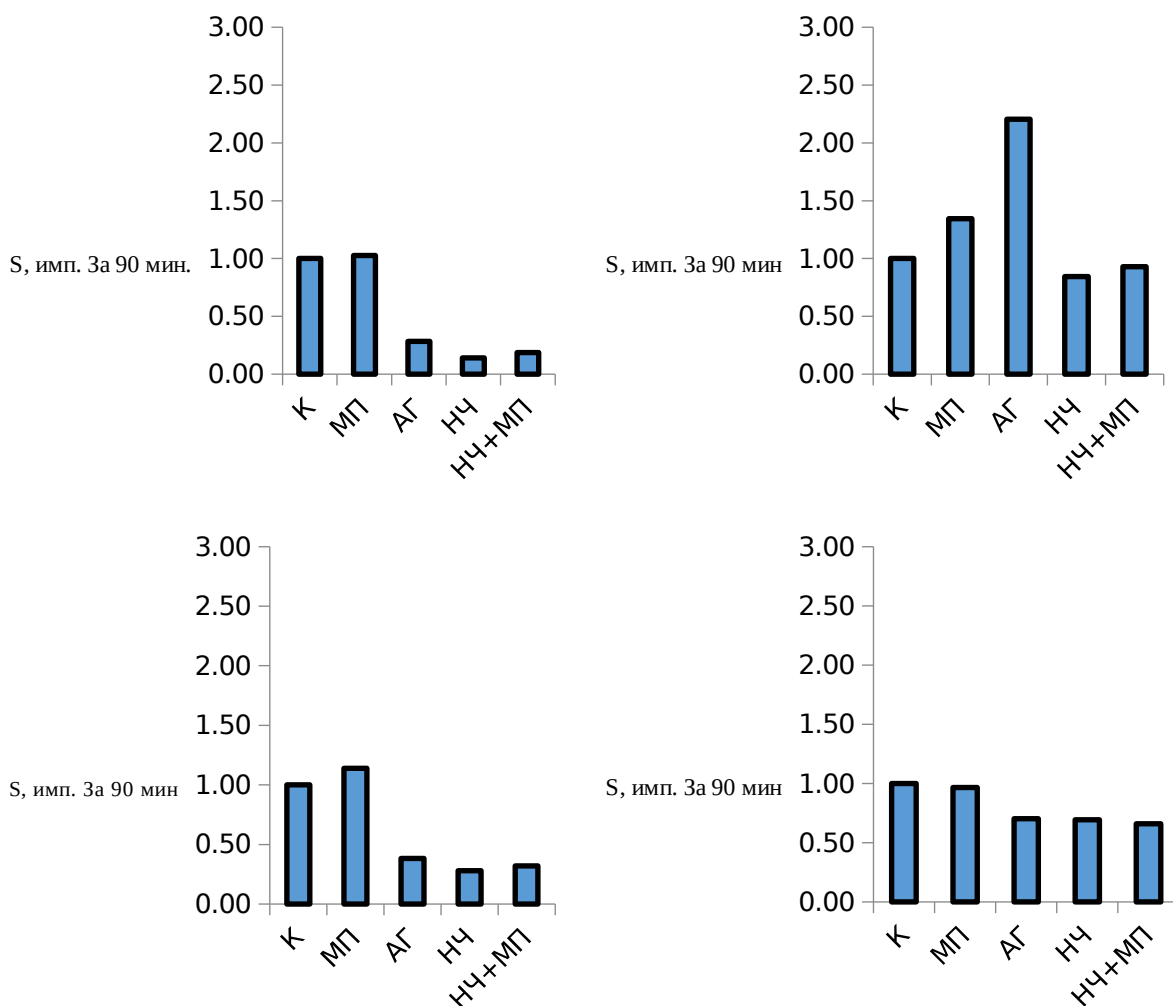 3.00
2.50
2.00
1.50
S, имп. За 90 мин. 1.00
0.50
0.00
К
МП
АГ
НЧ
НЧ+МП
3.00
2.50
2.00
1.50
S, имп. За 90 мин 1.00
0.50
0.00
К
МП
АГ
НЧ
НЧ+МП
3.00
2.50
2.00
1.50
S, имп. За 90 мин 1.00
0.50
0.00
К
МП
АГ
НЧ
НЧ+МП
3.00
2.50
2.00
1.50
S, имп. За 90 мин 1.00
0.50
0.00
К
МП
АГ
НЧ
НЧ+МП